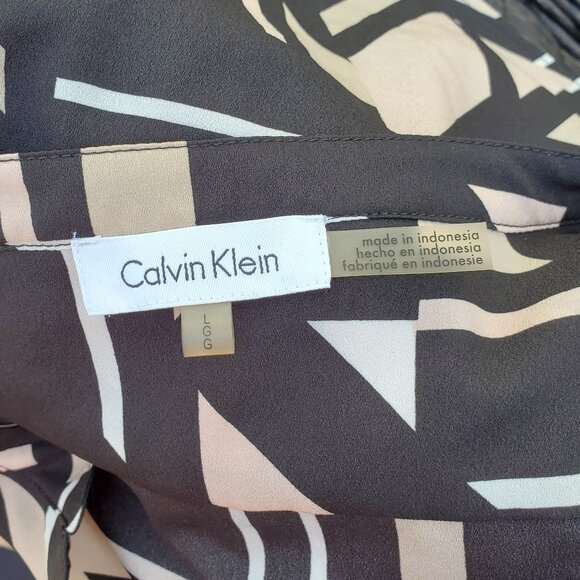 Calvin Klein
made in indonesia
hecho en indonesia
fabriqué en indonesie
L
G
G